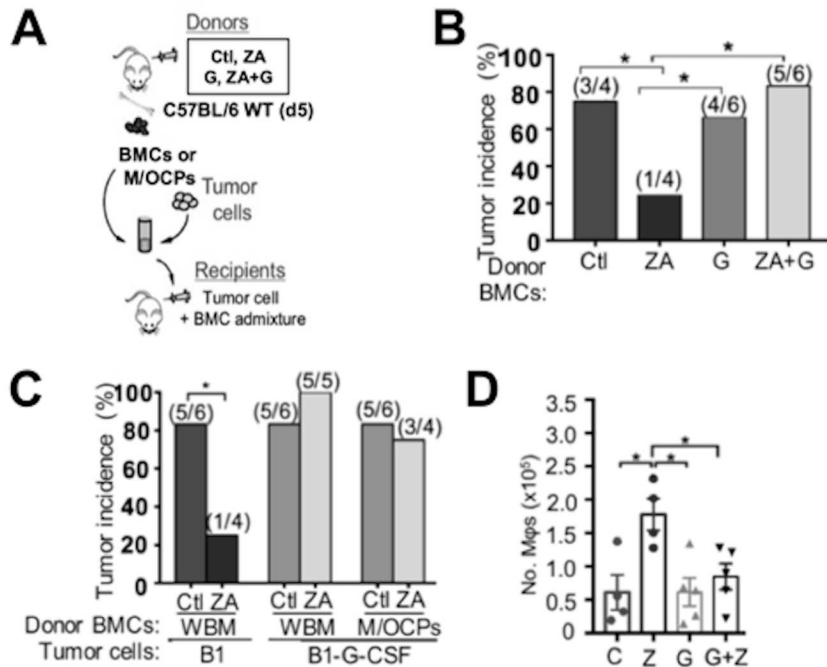 A
Donors
Ctl, ZA
G, ZA+G
C57BL/6 WT (d5)
BMCs or
M/OCPs
Tumor
cells
Recipients
Tumor cell
+ BMC admixture
B
Tumor incidence (%)
100
80
60
40
20
0
(3/4)
(1/4)
(4/6)
(5/6)
*
*
*
Ctl ZA G ZA+G
Donor
BMCs:
C
Tumor incidence (%)
100
80
60
40
20
0
(5/6)
*
(1/4)
(5/6)
(5/5)
(5/6)
(3/4)
Ctl ZA Ctl ZA Ctl ZA
Donor BMCs: WBM WBM M/OCPs
Tumor cells: B1 B1-G-CSF
D
No. Mφs (x10⁵)
3.5
3.0
2.5
2.0
1.5
1.0
0.5
0
*
*
*
C Z G G+Z